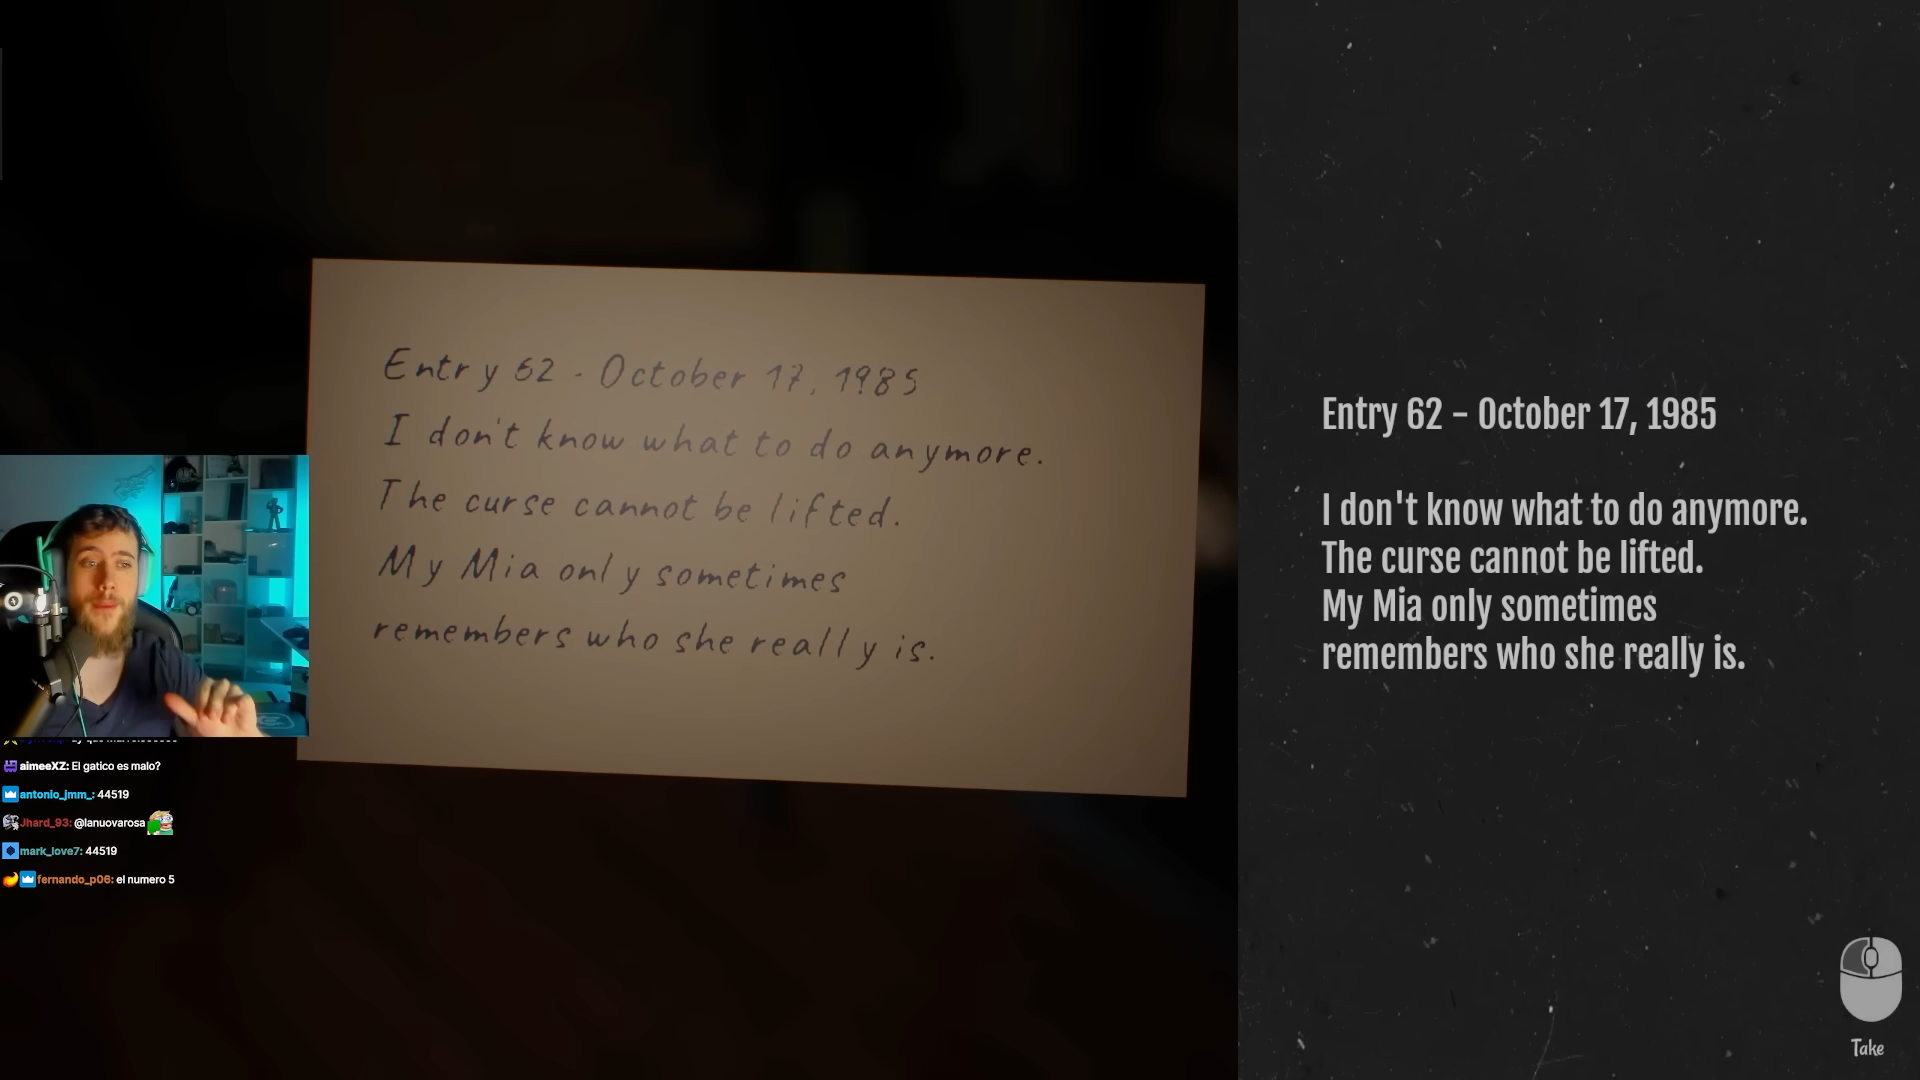 Entry 62 - October 17, 1985
I don't know what to do anymore.
The curse cannot be lifted.
My Mia only sometimes
remembers who she really is.
Entry 62 - October 17, 1985
I don't know what to do anymore.
The curse cannot be lifted.
My Mia only sometimes
remembers who she really is.
aimeeXZ: El gatico es malo?
antonio_jmm_: 44519
Jhard_93: @lanuovarosa
mark_love7: 44519
fernando_p06: el numero 5
Take